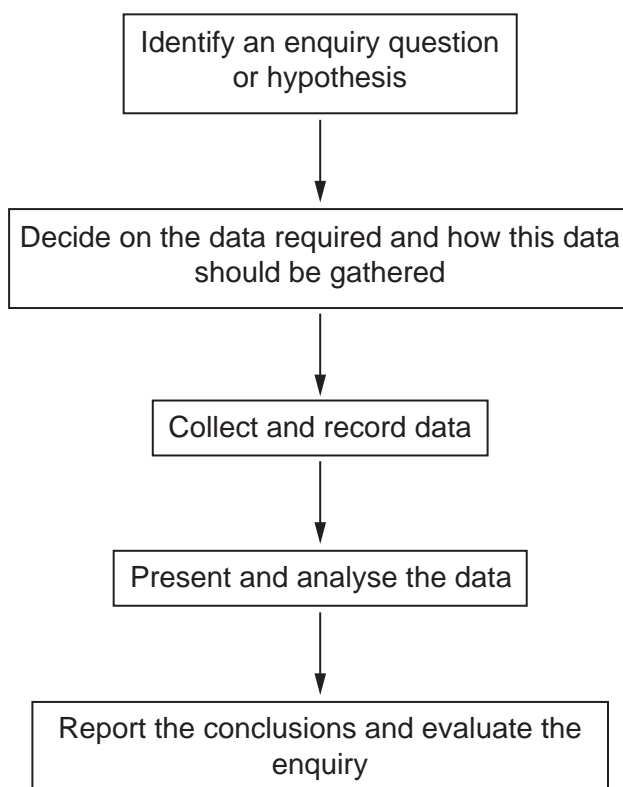 Identify an enquiry question
or hypothesis
Decide on the data required and how this data
should be gathered
Collect and record data
Present and analyse the data
Report the conclusions and evaluate the
enquiry